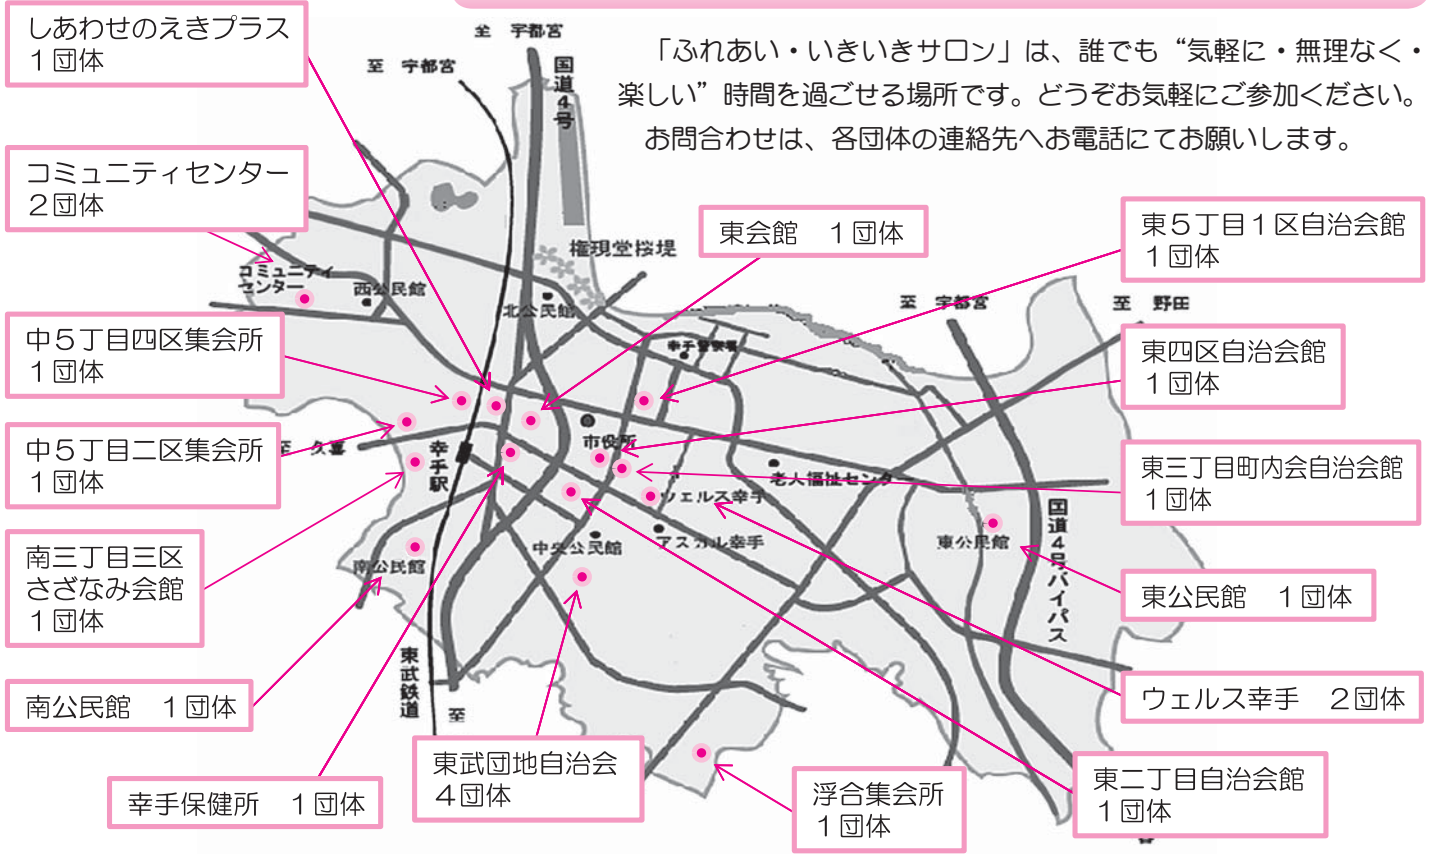 「ふれあい・いきいきサロン」は、誰でも“気軽に・無理なく・
楽しい”時間を過ごせる場所です。どうぞお気軽にご参加ください。
お問合わせは、各団体の連絡先へお電話にてお願いします。
しあわせのえきプラス
１団体
コミュニティセンター
２団体
中５丁目四区集会所
１団体
中５丁目二区集会所
１団体
南三丁目三区
さざなみ会館
１団体
南公民館　１団体
幸手保健所　１団体
東武団地自治会
４団体
浮合集会所
１団体
東二丁目自治会館
１団体
ウェルス幸手　２団体
東公民館　１団体
東三丁目町内会自治会館
１団体
東四区自治会館
１団体
東５丁目１区自治会館
１団体
東会館　１団体
至　宇都宮
至　宇都宮
国道４号
権現堂桜堤
コミュニティ
センター
西公民館
北公民館
幸手警察署
至　宇都宮
至　野田
至　久喜
幸手駅
市役所
老人福祉センター
ウェルス幸手
アスカル幸手
中央公民館
南公民館
東公民館
国道４号バイパス
東武鉄道
至